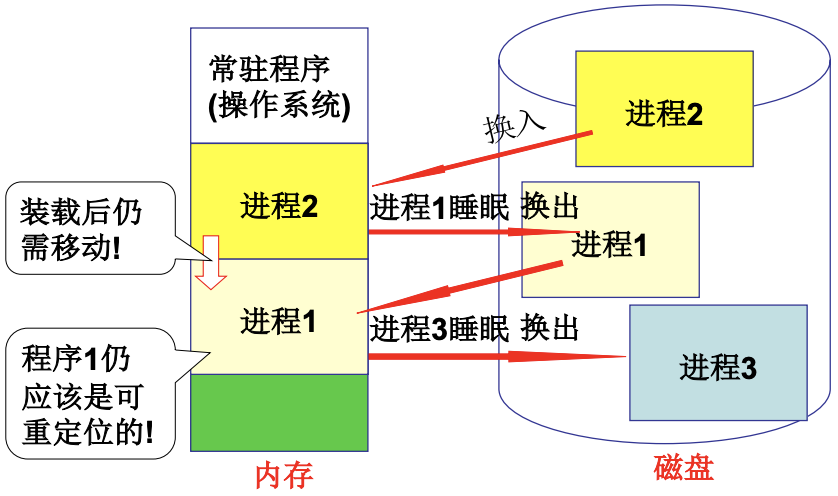 常驻程序
(操作系统)
进程2
换入
进程2
进程1睡眠 换出
装载后仍
需移动!
进程1
进程1
进程3睡眠 换出
程序1仍
应该是可
重定位的!
进程3
内存
磁盘